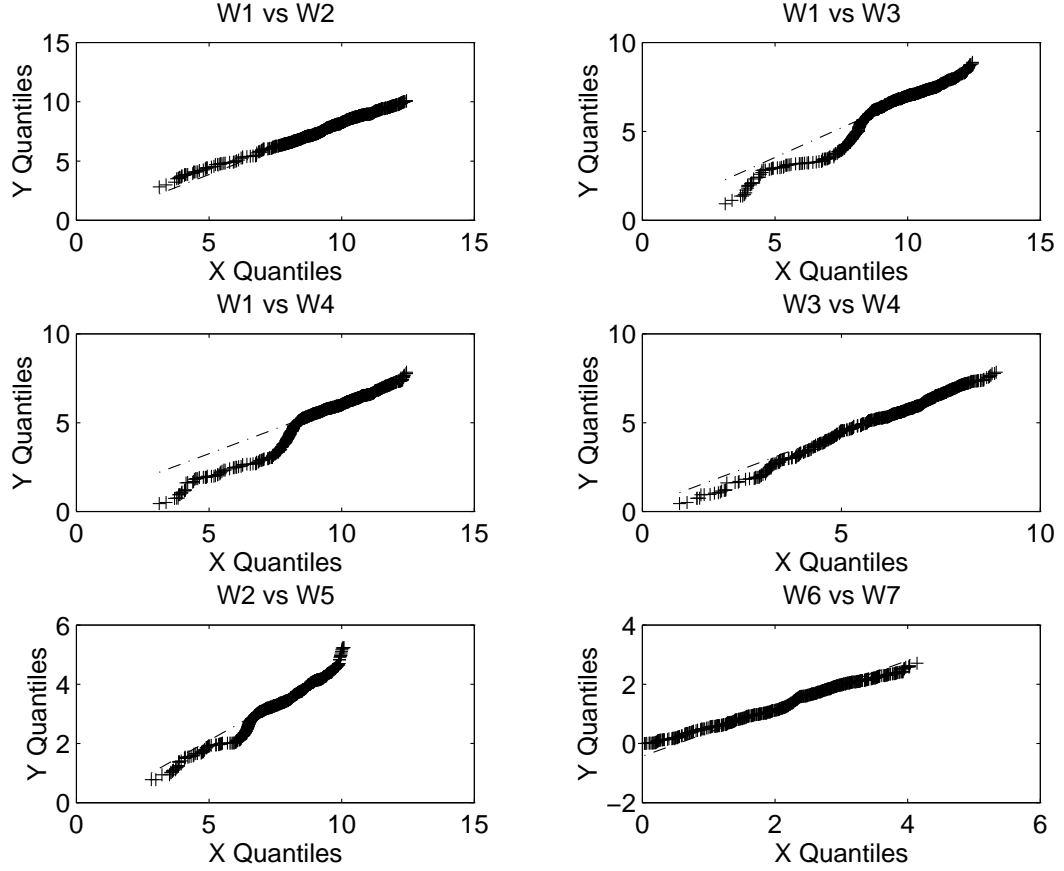 W1 vs W2
15
10
5
0
Y Quantiles
0 5 10 15
X Quantiles
W1 vs W3
10
5
0
Y Quantiles
0 5 10 15
X Quantiles
W1 vs W4
10
5
0
Y Quantiles
0 5 10 15
X Quantiles
W3 vs W4
10
5
0
Y Quantiles
0 5 10
X Quantiles
W2 vs W5
6
4
2
0
Y Quantiles
0 5 10 15
X Quantiles
W6 vs W7
4
2
0
−2
Y Quantiles
0 2 4 6
X Quantiles